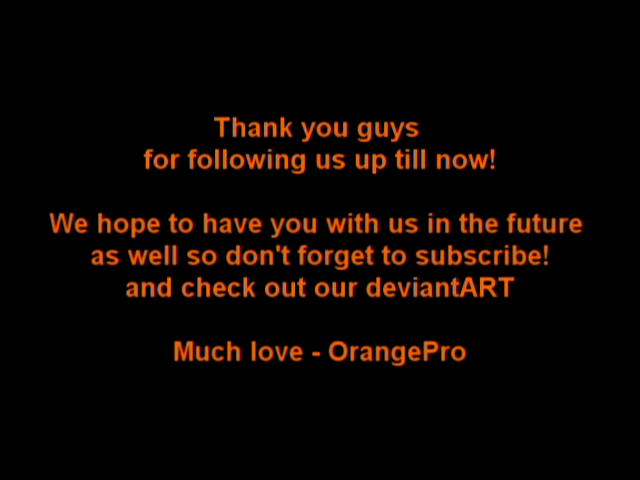 Thank you guys
for following us up till now!
We hope to have you with us in the future
as well so don't forget to subscribe!
and check out our deviantART
Much love - OrangePro